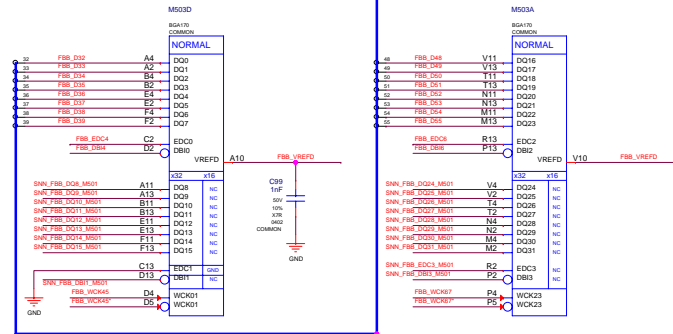 M503D
BGA170
COMMON
NORMAL
32 FBB_D32 A4 DQ0
33 FBB_D33 A2 DQ1
34 FBB_D34 B4 DQ2
35 FBB_D35 B2 DQ3
36 FBB_D36 E4 DQ4
37 FBB_D37 E2 DQ5
38 FBB_D38 F4 DQ6
39 FBB_D39 F2 DQ7
FBB_EDC4 C2 EDC0
FBB_DBI4 D2 DBI0
VREFD A10 FBB_VREFD
x32 x16
SNN_FBB_DQ8_M501 A11 DQ8 NC
SNN_FBB_DQ9_M501 A13 DQ9 NC
SNN_FBB_DQ10_M501 B11 DQ10 NC
SNN_FBB_DQ11_M501 B13 DQ11 NC
SNN_FBB_DQ12_M501 E11 DQ12 NC
SNN_FBB_DQ13_M501 E13 DQ13 NC
SNN_FBB_DQ14_M501 F11 DQ14 NC
SNN_FBB_DQ15_M501 F13 DQ15 NC
C13 EDC1 GND
SNN_FBB_DBI1_M501 D13 DBI1 NC
FBB_WCK45 D4 WCK01
FBB_WCK45* D5 WCK01
GND
C99
1nF
50V
10%
X7R
0402
COMMON
GND
M503A
BGA170
COMMON
NORMAL
48 FBB_D48 V11 DQ16
49 FBB_D49 V13 DQ17
50 FBB_D50 T11 DQ18
51 FBB_D51 T13 DQ19
52 FBB_D52 N11 DQ20
53 FBB_D53 N13 DQ21
54 FBB_D54 M11 DQ22
55 FBB_D55 M13 DQ23
FBB_EDC6 R13 EDC2
FBB_DBI6 P13 DBI2
VREFD V10 FBB_VREFD
x32 x16
SNN_FBB_DQ24_M501 V4 DQ24 NC
SNN_FBB_DQ25_M501 V2 DQ25 NC
SNN_FBB_DQ26_M501 T4 DQ26 NC
SNN_FBB_DQ27_M501 T2 DQ27 NC
SNN_FBB_DQ28_M501 N4 DQ28 NC
SNN_FBB_DQ29_M501 N2 DQ29 NC
SNN_FBB_DQ30_M501 M4 DQ30 NC
SNN_FBB_DQ31_M501 M2 DQ31 NC
SNN_FBB_EDC3_M501 R2 EDC3 NC
SNN_FBB_DBI3_M501 P2 DBI3 NC
FBB_WCK67 P4 WCK23
FBB_WCK67* P5 WCK23